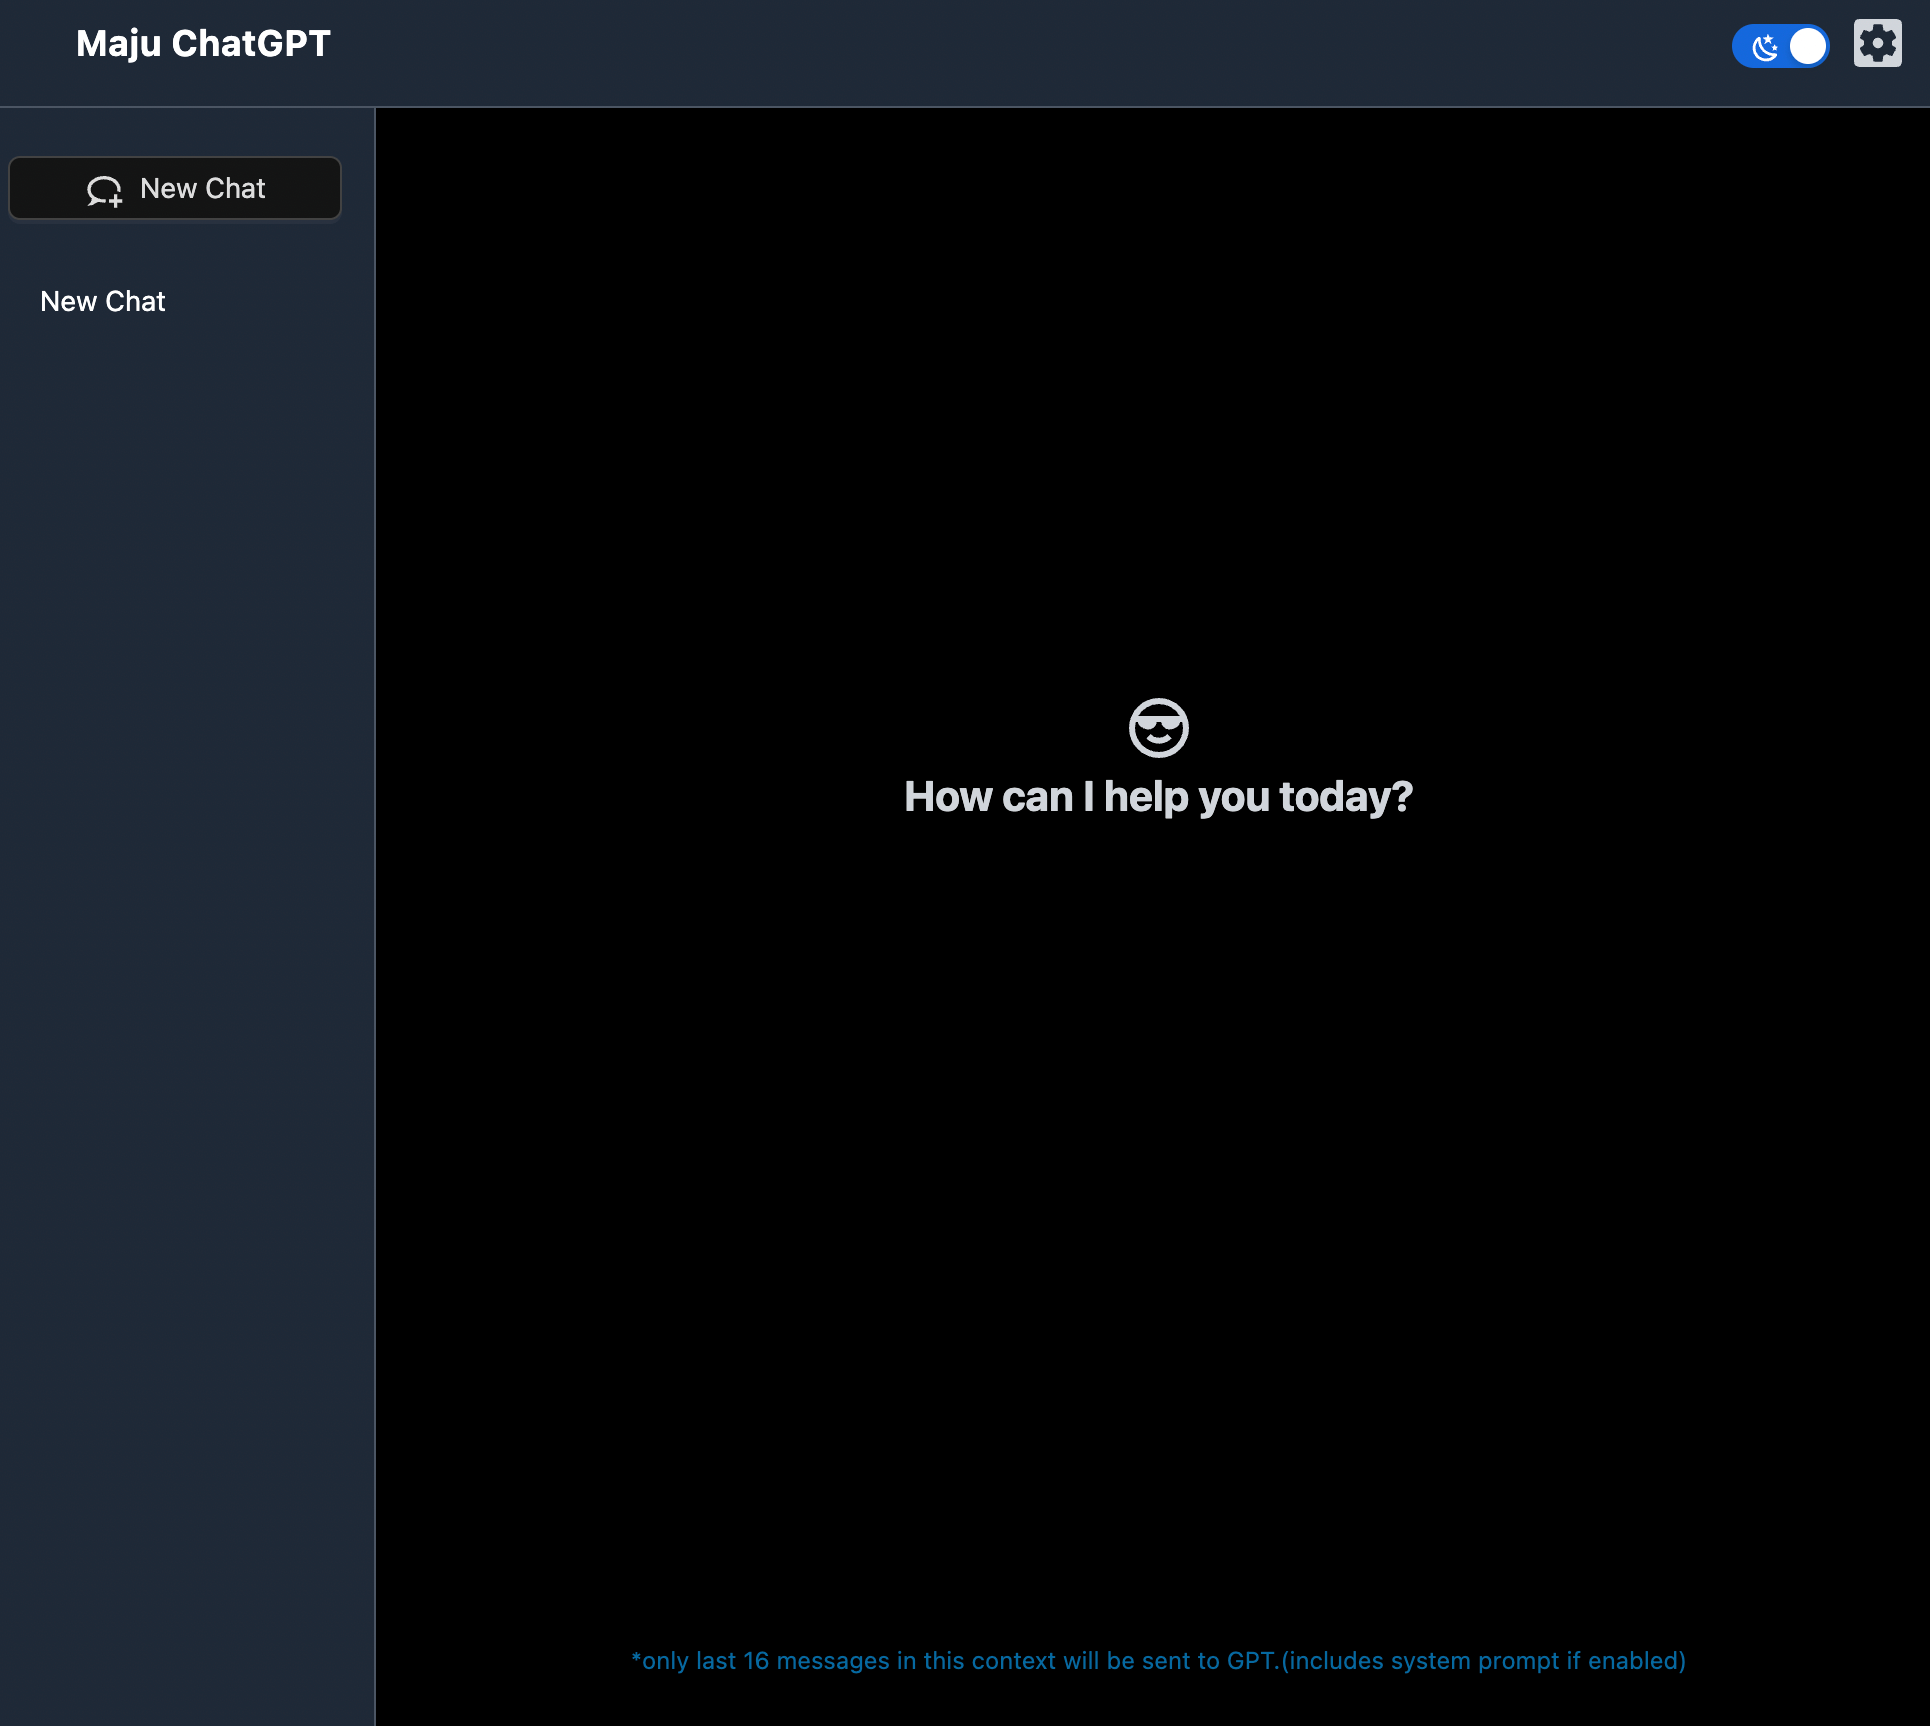 Maju ChatGPT
New Chat
New Chat
How can I help you today?
*only last 16 messages in this context will be sent to GPT.(includes system prompt if enabled)